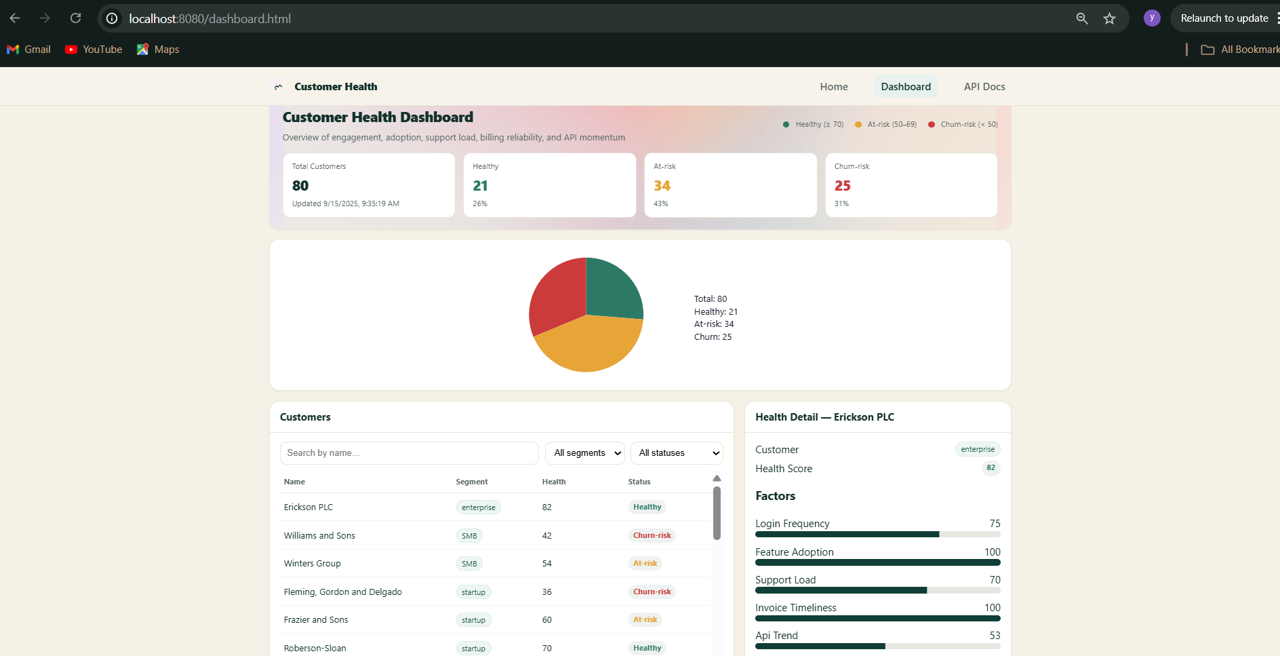 localhost:8080/dashboard.html
y
Relaunch to update
Gmail
YouTube
Maps
All Bookmark
Customer Health
Home
Dashboard
API Docs
Customer Health Dashboard
Healthy (≥ 70)
At-risk (50–69)
Churn-risk (< 50)
Overview of engagement, adoption, support load, billing reliability, and API momentum
Total Customers
80
Updated 9/15/2025, 9:35:19 AM
Healthy
21
26%
At-risk
34
43%
Churn-risk
25
31%
Total: 80
Healthy: 21
At-risk: 34
Churn: 25
Customers
Search by name...
All segments
All statuses
Name Segment Health Status
Erickson PLC enterprise 82 Healthy
Williams and Sons SMB 42 Churn-risk
Winters Group SMB 54 At-risk
Fleming, Gordon and Delgado startup 36 Churn-risk
Frazier and Sons startup 60 At-risk
Roberson-Sloan startup 70 Healthy
Health Detail — Erickson PLC
Customer enterprise
Health Score 82
Factors
Login Frequency 75
Feature Adoption 100
Support Load 70
Invoice Timeliness 100
Api Trend 53